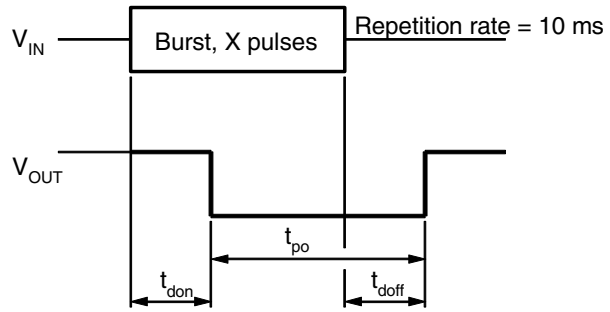 V_IN
Burst, X pulses
Repetition rate = 10 ms
V_OUT
t_po
t_don
t_doff